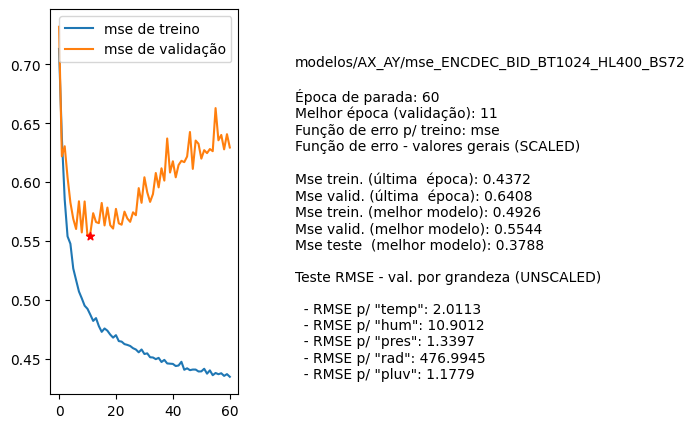 mse de treino
mse de validação
0.70
0.65
0.60
0.55
0.50
0.45
0
20
40
60
modelos/AX_AY/mse_ENCDEC_BID_BT1024_HL400_BS72
Época de parada: 60
Melhor época (validação): 11
Função de erro p/ treino: mse
Função de erro - valores gerais (SCALED)
Mse trein. (última  época): 0.4372
Mse valid. (última  época): 0.6408
Mse trein. (melhor modelo): 0.4926
Mse valid. (melhor modelo): 0.5544
Mse teste  (melhor modelo): 0.3788
Teste RMSE - val. por grandeza (UNSCALED)
- RMSE p/ "temp": 2.0113
- RMSE p/ "hum": 10.9012
- RMSE p/ "pres": 1.3397
- RMSE p/ "rad": 476.9945
- RMSE p/ "pluv": 1.1779